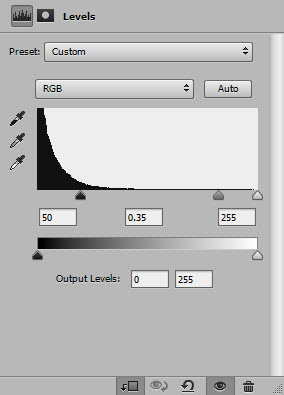 Levels
Preset: Custom
RGB Auto
50 0.35 255
Output Levels: 0 255